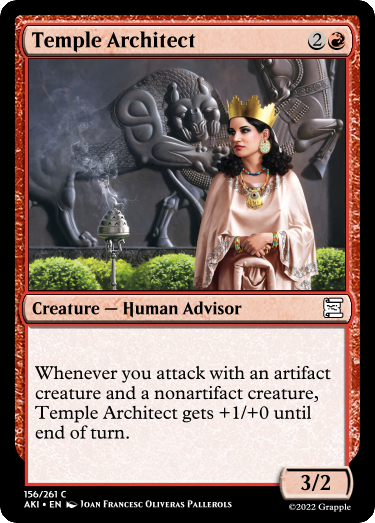 Temple Architect 2
Creature — Human Advisor
Whenever you attack with an artifact
creature and a nonartifact creature,
Temple Architect gets +1/+0 until
end of turn.
3/2
156/261 C
AKI • EN Joan Francesc Oliveras Pallerols
©2022 Grapple